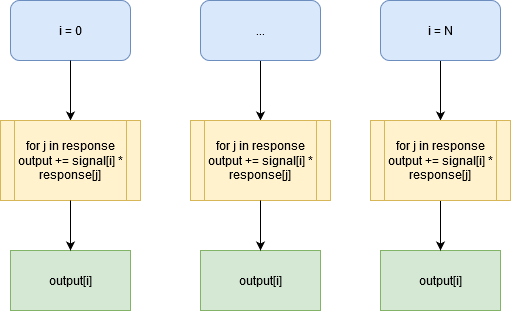 i = 0
...
i = N
for j in response
output += signal[i] *
response[j]
for j in response
output += signal[i] *
response[j]
for j in response
output += signal[i] *
response[j]
output[i]
output[i]
output[i]